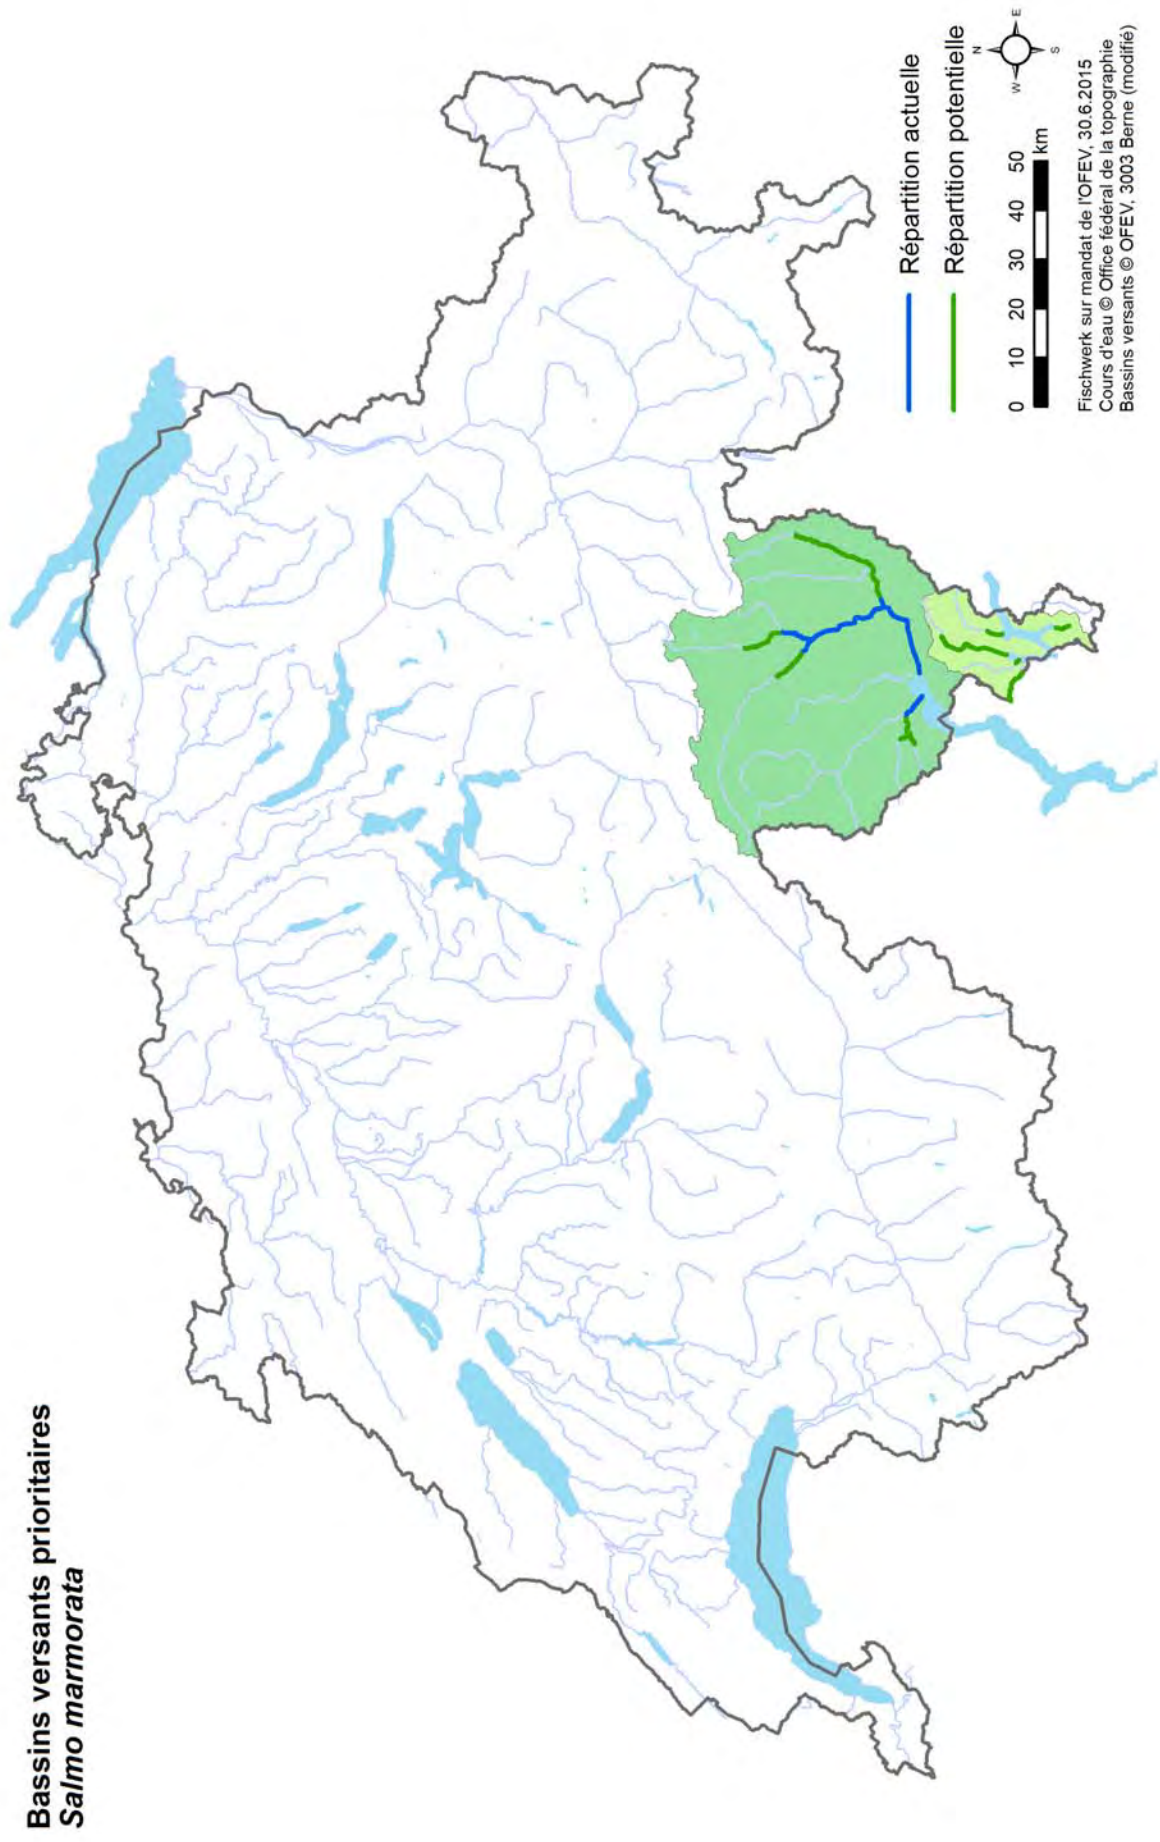 Bassins versants prioritaires
Salmo marmorata
Répartition actuelle
Répartition potentielle
N
W
E
S
0 10 20 30 40 50
km
Fischwerk sur mandat de l'OFEV, 30.6.2015
Cours d'eau © Office fédéral de la topographie
Bassins versants © OFEV, 3003 Berne (modifié)